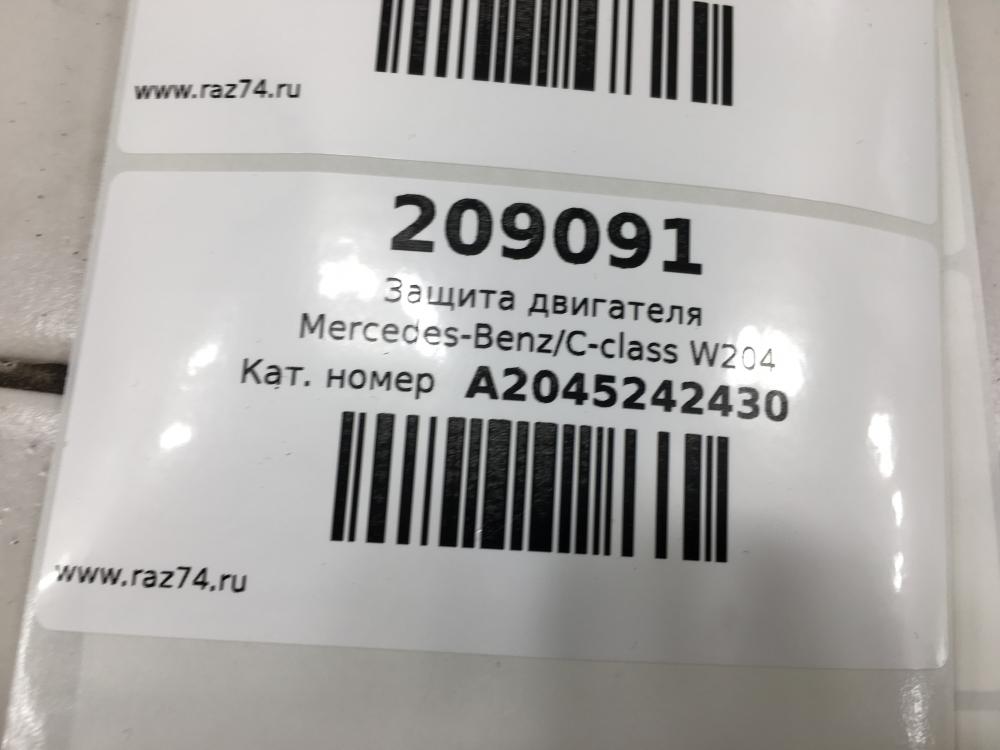 www.raz74.ru
209091
Защита двигателя
Mercedes-Benz/C-class W204
Кат. номер A2045242430
www.raz74.ru